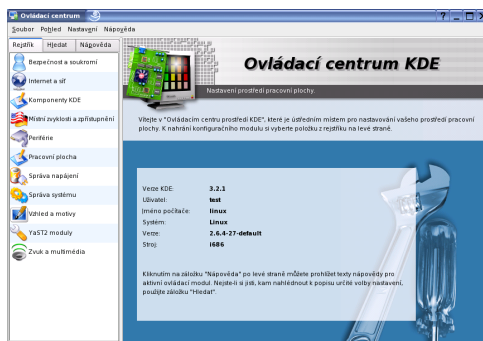 Ovládací centrum
Soubor Pohled Nastavení Nápověda
Rejstřík Hledat Nápověda
Bezpečnost a soukromí
Internet a síť
Komponenty KDE
Místní zvyklosti a zpřístupnění
Periférie
Pracovní plocha
Správa napájení
Správa systému
Vzhled a motivy
YaST2 moduly
Zvuk a multimédia
Ovládací centrum KDE
Nastavení prostředí pracovní plochy.
Vítejte v "Ovládacím centru prostředí KDE", které je ústředním místem pro nastavování vašeho prostředí pracovní
plochy. K nahrání konfiguračního modulu si vyberte položku z rejstříku na levé straně.
Verze KDE: 3.2.1
Uživatel: test
Jméno počítače: linux
Systém: Linux
Verze: 2.6.4-27-default
Stroj: i686
Kliknutím na záložku "Nápověda" po levé straně můžete prohlížet texty nápovědy pro
aktivní ovládací modul. Nejste-li si jisti, kam nahlédnout k popisu určité volby nastavení,
použijte záložku "Hledat".